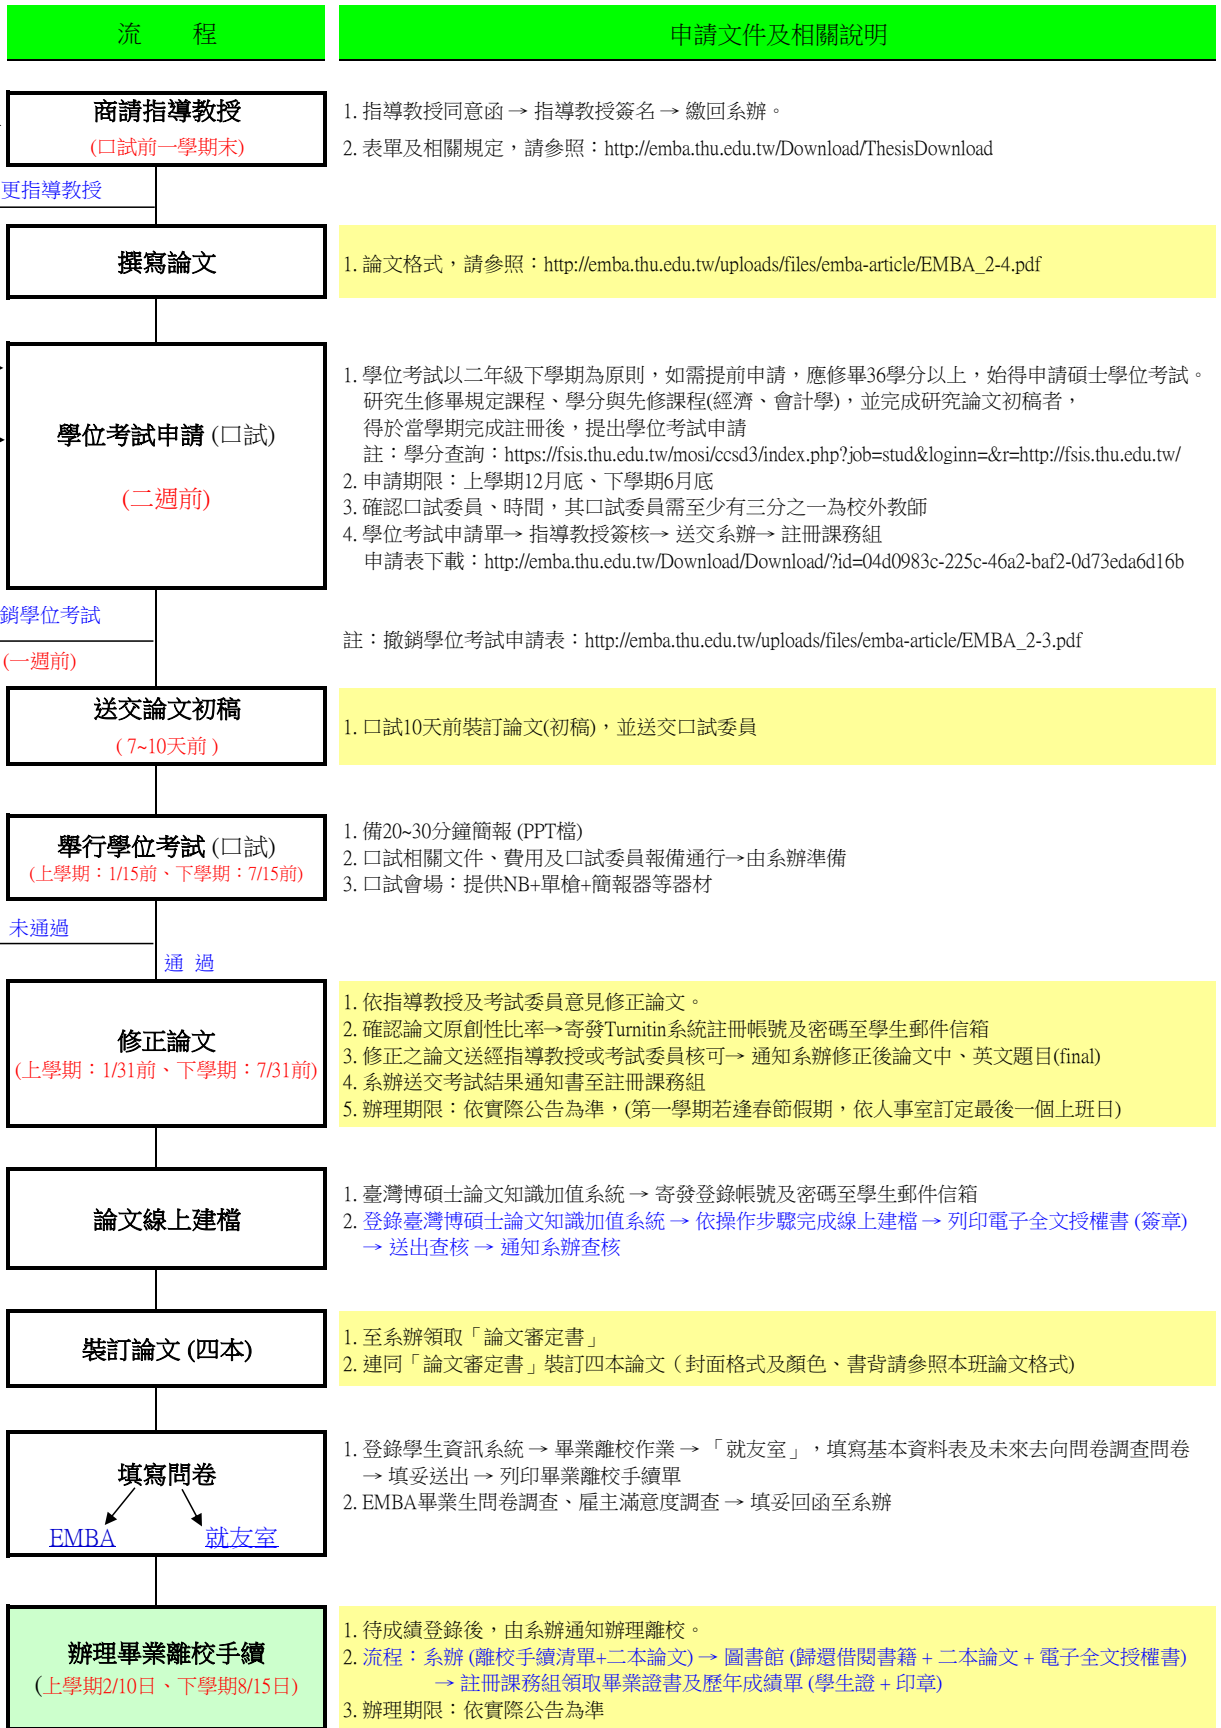 流　　程
申請文件及相關說明
商請指導教授
(口試前一學期末)
1. 指導教授同意函 → 指導教授簽名 → 繳回系辦。
2. 表單及相關規定，請參照：http://emba.thu.edu.tw/Download/ThesisDownload
更指導教授
撰寫論文
1. 論文格式，請參照：http://emba.thu.edu.tw/uploads/files/emba-article/EMBA_2-4.pdf
學位考試申請 (口試)
(二週前)
1. 學位考試以二年級下學期為原則，如需提前申請，應修畢36學分以上，始得申請碩士學位考試。
研究生修畢規定課程、學分與先修課程(經濟、會計學)，並完成研究論文初稿者，
得於當學期完成註冊後，提出學位考試申請
註：學分查詢：https://fsis.thu.edu.tw/mosi/ccsd3/index.php?job=stud&loginn=&r=http://fsis.thu.edu.tw/
2. 申請期限：上學期12月底、下學期6月底
3. 確認口試委員、時間，其口試委員需至少有三分之一為校外教師
4. 學位考試申請單→ 指導教授簽核→ 送交系辦→ 註冊課務組
申請表下載：http://emba.thu.edu.tw/Download/Download/?id=04d0983c-225c-46a2-baf2-0d73eda6d16b
銷學位考試
(一週前)
註：撤銷學位考試申請表：http://emba.thu.edu.tw/uploads/files/emba-article/EMBA_2-3.pdf
送交論文初稿
( 7~10天前 )
1. 口試10天前裝訂論文(初稿)，並送交口試委員
舉行學位考試 (口試)
(上學期：1/15前、下學期：7/15前)
1. 備20~30分鐘簡報 (PPT檔)
2. 口試相關文件、費用及口試委員報備通行→由系辦準備
3. 口試會場：提供NB+單槍+簡報器等器材
未通過
通 過
修正論文
(上學期：1/31前、下學期：7/31前)
1. 依指導教授及考試委員意見修正論文。
2. 確認論文原創性比率→寄發Turnitin系統註冊帳號及密碼至學生郵件信箱
3. 修正之論文送經指導教授或考試委員核可→ 通知系辦修正後論文中、英文題目(final)
4. 系辦送交考試結果通知書至註冊課務組
5. 辦理期限：依實際公告為準，(第一學期若逢春節假期，依人事室訂定最後一個上班日)
論文線上建檔
1. 臺灣博碩士論文知識加值系統 → 寄發登錄帳號及密碼至學生郵件信箱
2. 登錄臺灣博碩士論文知識加值系統 → 依操作步驟完成線上建檔 → 列印電子全文授權書 (簽章)
→ 送出查核 → 通知系辦查核
裝訂論文 (四本)
1. 至系辦領取「論文審定書」
2. 連同「論文審定書」裝訂四本論文（封面格式及顏色、書背請參照本班論文格式)
填寫問卷
EMBA 就友室
1. 登錄學生資訊系統 → 畢業離校作業 → 「就友室」，填寫基本資料表及未來去向問卷調查問卷
→ 填妥送出 → 列印畢業離校手續單
2. EMBA畢業生問卷調查、雇主滿意度調查 → 填妥回函至系辦
辦理畢業離校手續
(上學期2/10日、下學期8/15日)
1. 待成績登錄後，由系辦通知辦理離校。
2. 流程：系辦 (離校手續清單+二本論文) → 圖書館 (歸還借閱書籍 + 二本論文 + 電子全文授權書)
→ 註冊課務組領取畢業證書及歷年成績單 (學生證 + 印章)
3. 辦理期限：依實際公告為準